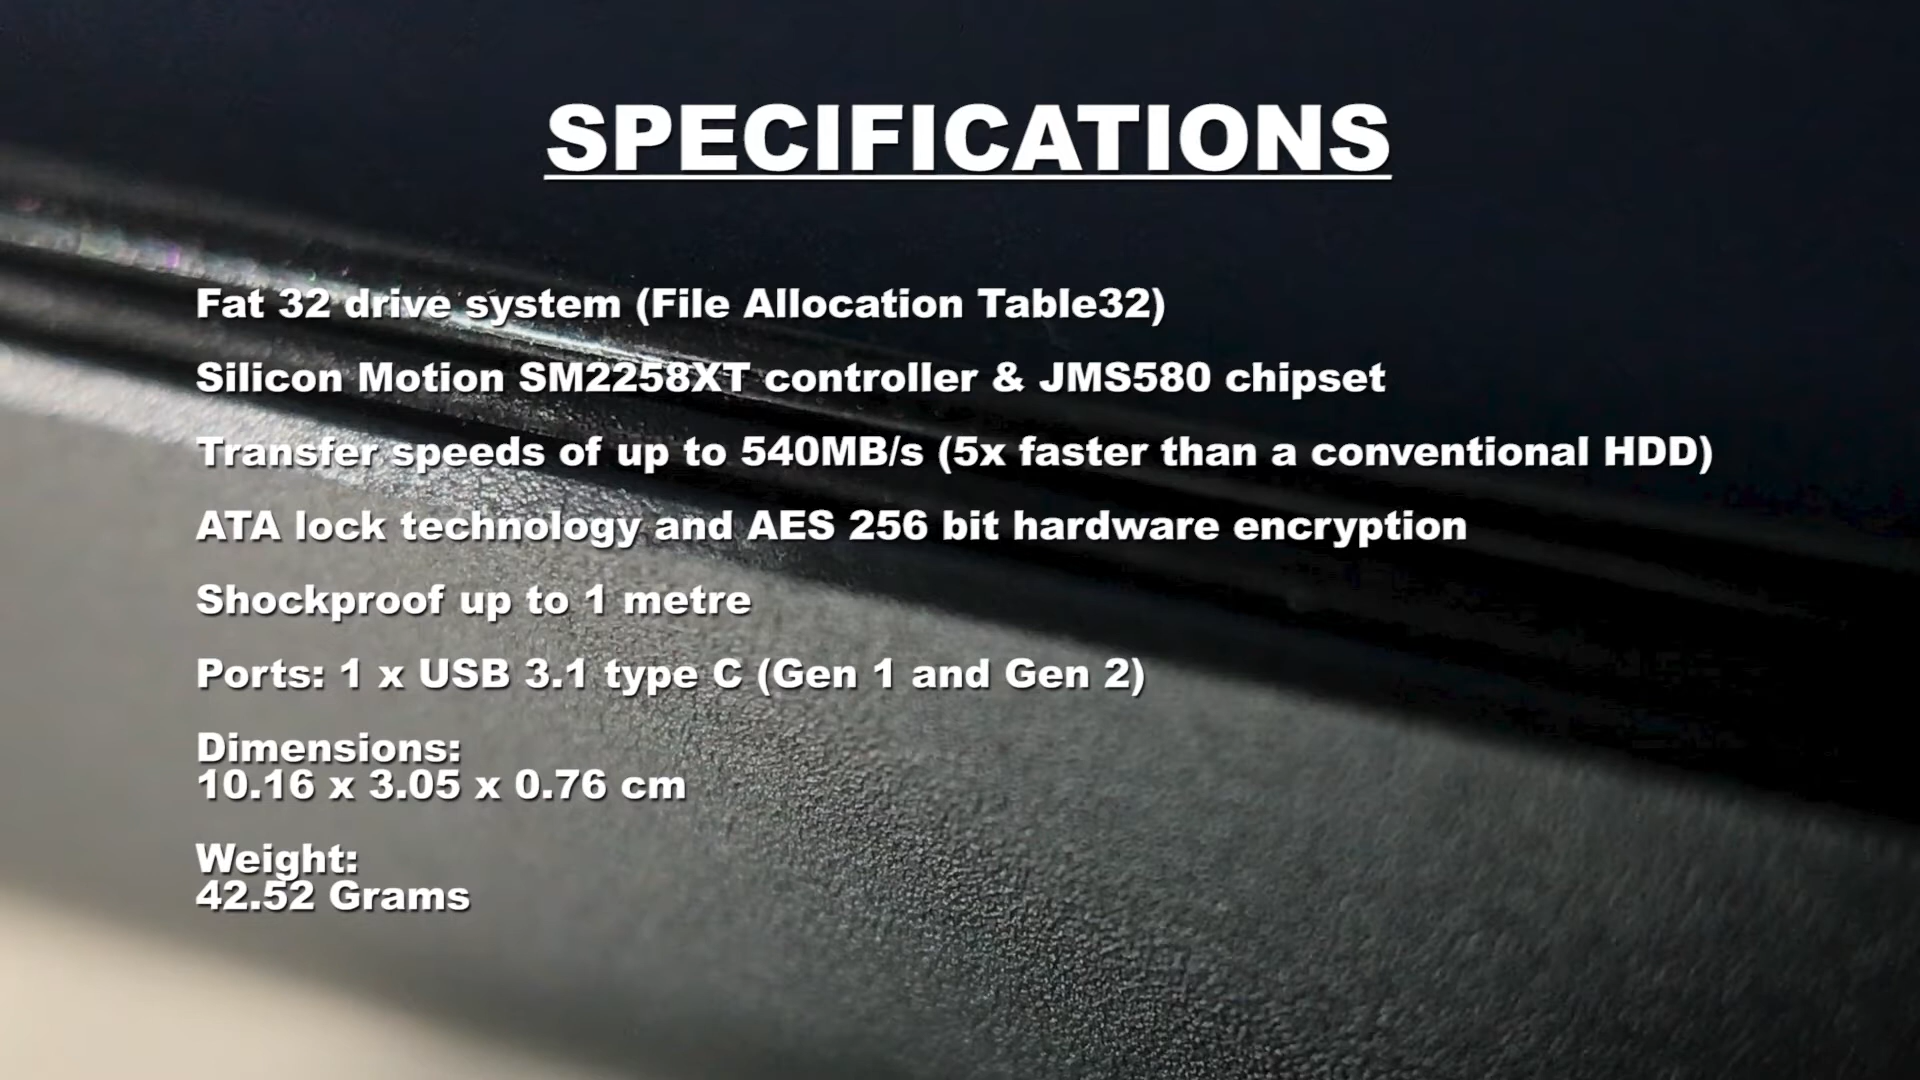 SPECIFICATIONS
Fat 32 drive system (File Allocation Table32)
Silicon Motion SM2258XT controller & JMS580 chipset
Transfer speeds of up to 540MB/s (5x faster than a conventional HDD)
ATA lock technology and AES 256 bit hardware encryption
Shockproof up to 1 metre
Ports: 1 x USB 3.1 type C (Gen 1 and Gen 2)
Dimensions:
10.16 x 3.05 x 0.76 cm
Weight:
42.52 Grams